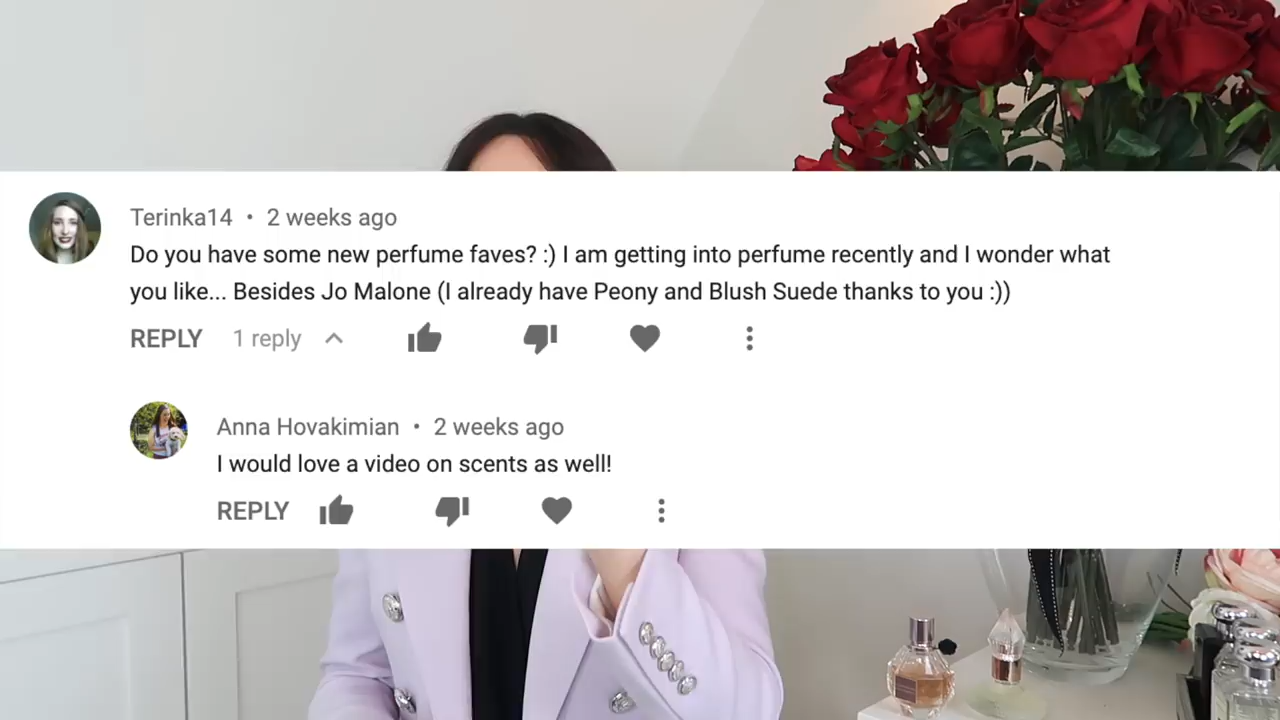 Terinka14 • 2 weeks ago
Do you have some new perfume faves? :) I am getting into perfume recently and I wonder what
you like... Besides Jo Malone (I already have Peony and Blush Suede thanks to you :))
REPLY 1 reply
Anna Hovakimian • 2 weeks ago
I would love a video on scents as well!
REPLY